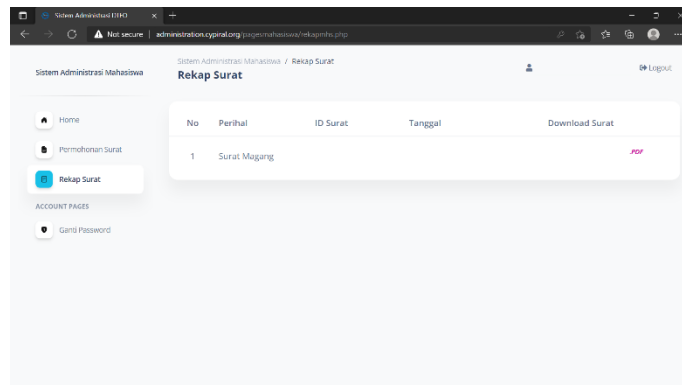 Sistem Administrasi DTETI
Not secure | administration.cypiral.org/pagesmahasiswa/rekapmhs.php
Sistem Administrasi Mahasiswa
Sistem Administrasi Mahasiswa / Rekap Surat
Rekap Surat
Logout
Home
Permohonan Surat
Rekap Surat
ACCOUNT PAGES
Ganti Password
No Perihal ID Surat Tanggal Download Surat
1 Surat Magang .PDF